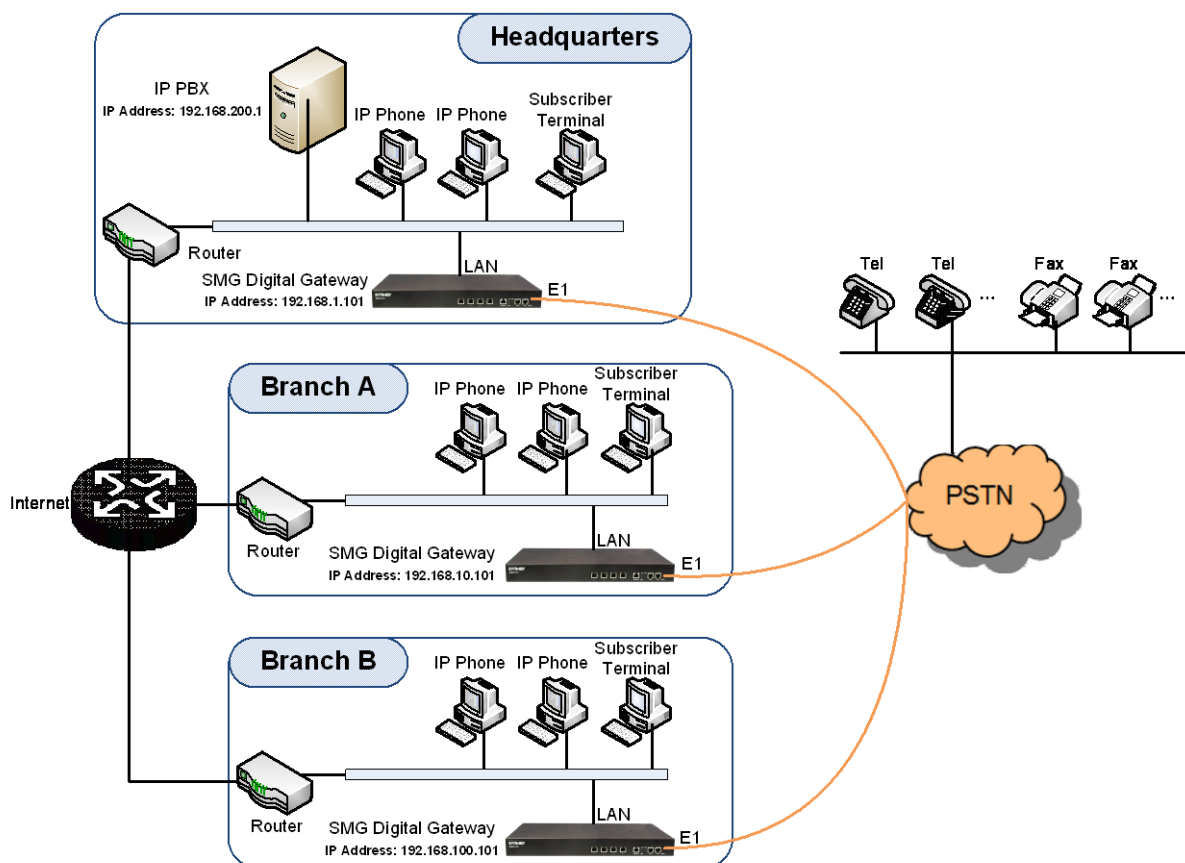 Headquarters
IP PBX
IP Address: 192.168.200.1
IP Phone
IP Phone
Subscriber
Terminal
Router
LAN
SMG Digital Gateway
IP Address: 192.168.1.101
E1
Tel
Tel
...
Fax
Fax
...
Branch A
IP Phone
IP Phone
Subscriber
Terminal
Internet
Router
LAN
SMG Digital Gateway
IP Address: 192.168.10.101
E1
PSTN
Branch B
IP Phone
IP Phone
Subscriber
Terminal
Router
LAN
SMG Digital Gateway
IP Address: 192.168.100.101
E1